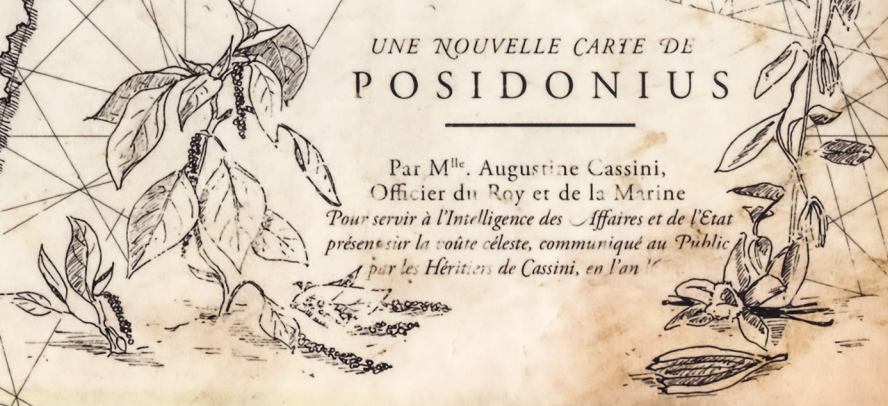 UNE NOUVELLE CARTE DE
POSIDONIUS
Par Mlle. Augustine Cassini,
Officier du Roy et de la Marine
Pour servir à l'Intelligence des Affaires et de l'Etat
présent sur la voûte céleste, communiqué au Public
par les Héritiers de Cassini, en l'an